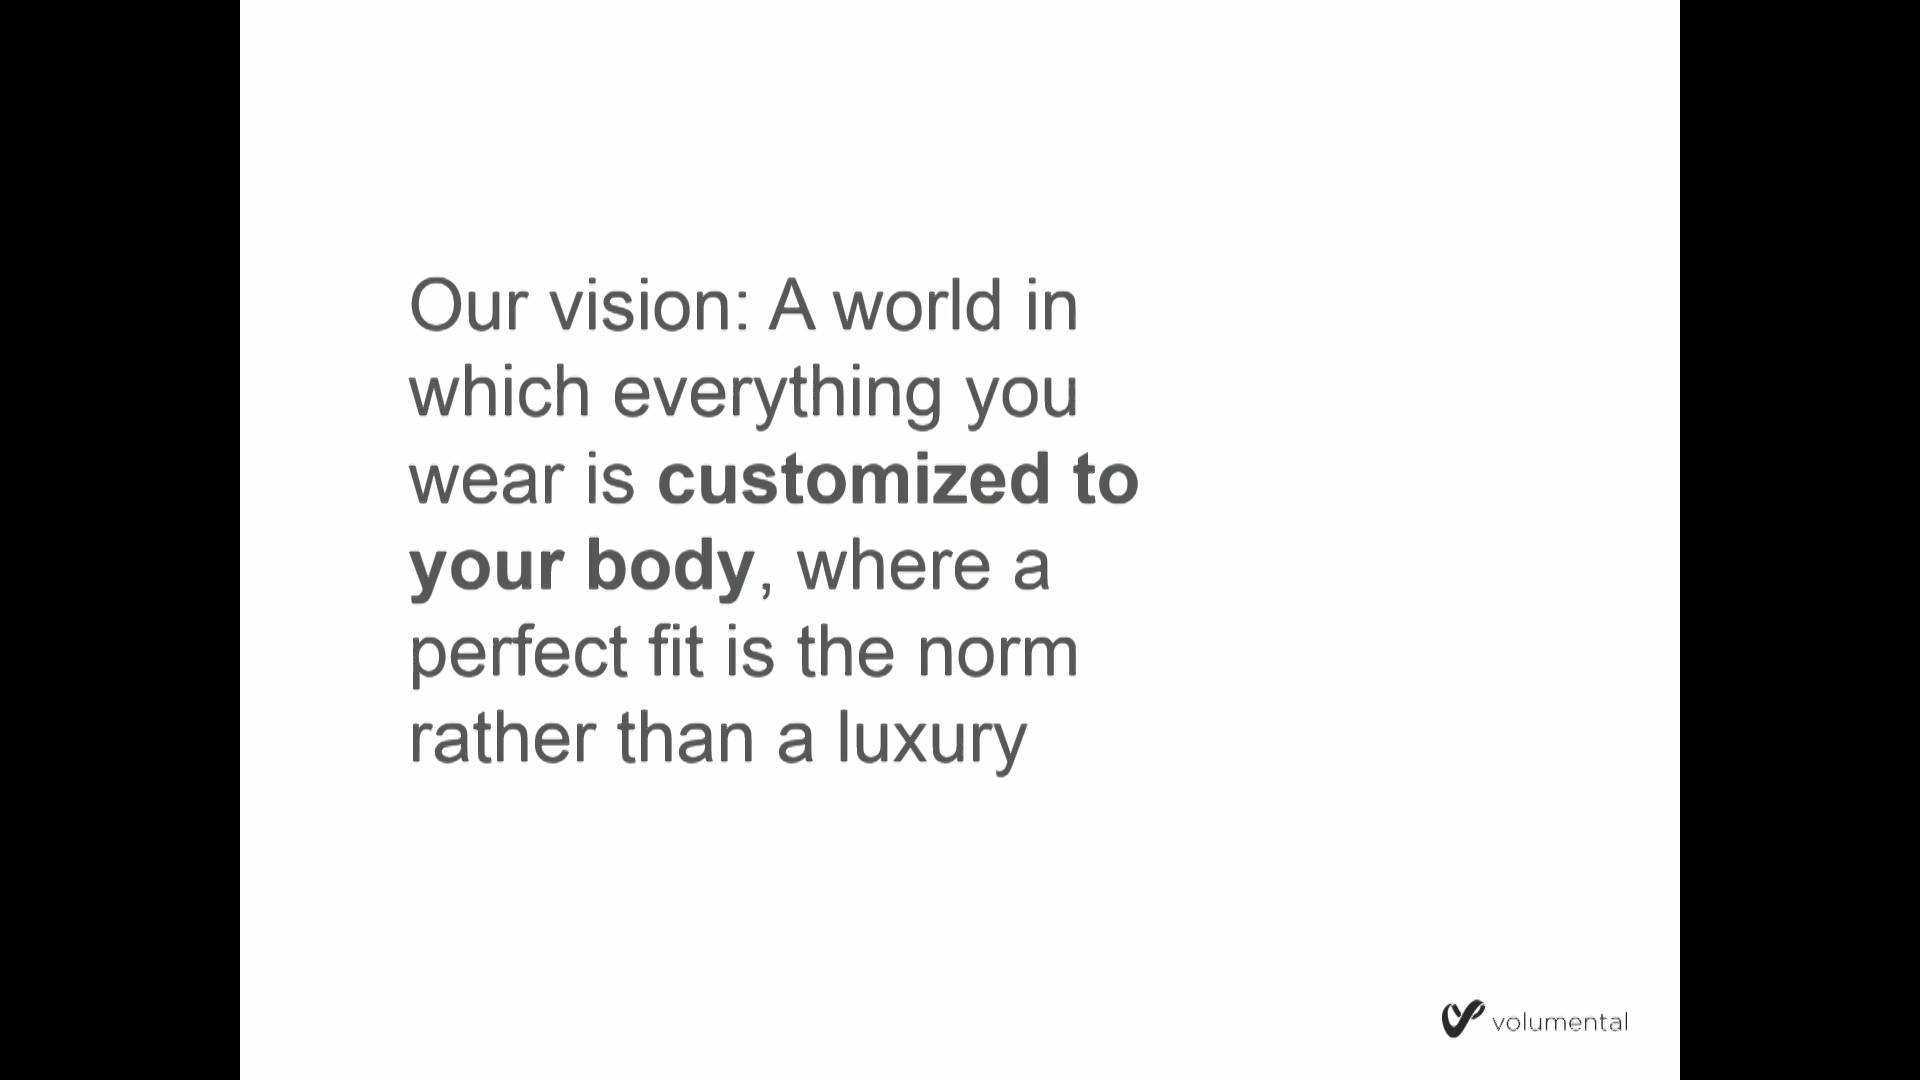 Our vision: A world in
which everything you
wear is customized to
your body, where a
perfect fit is the norm
rather than a luxury
volumental